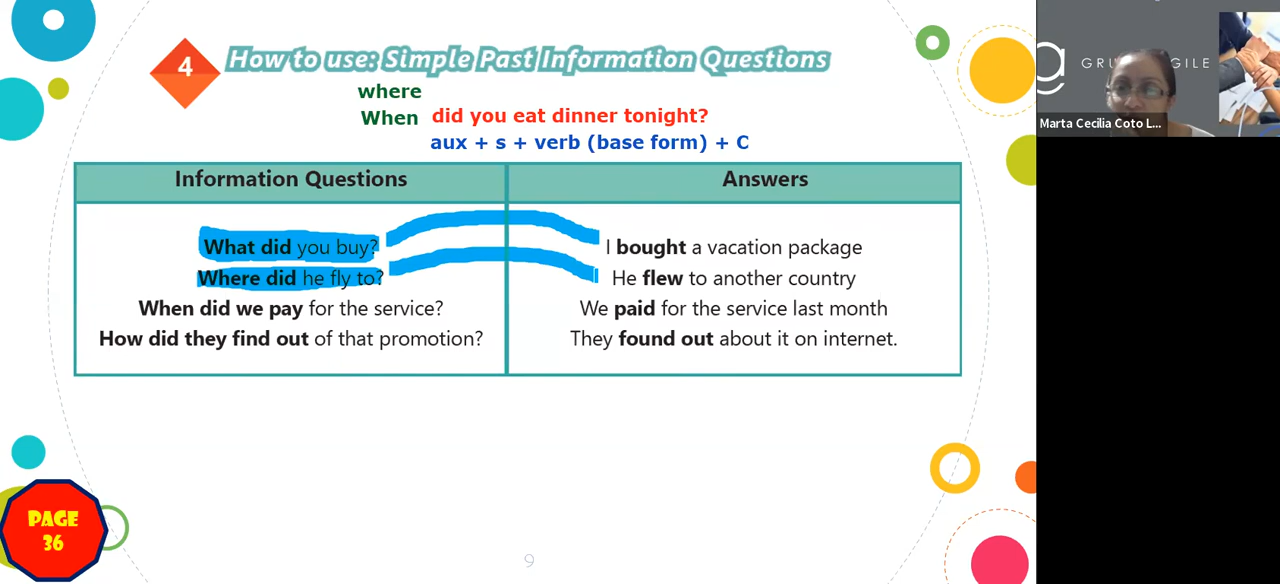 4
How to use: Simple Past Information Questions
where
When did you eat dinner tonight?
aux + s + verb (base form) + C
Information Questions
Answers
What did you buy?
I bought a vacation package
Where did he fly to?
He flew to another country
When did we pay for the service?
We paid for the service last month
How did they find out of that promotion?
They found out about it on internet.
PAGE
36
9
Marta Cecilia Coto L...